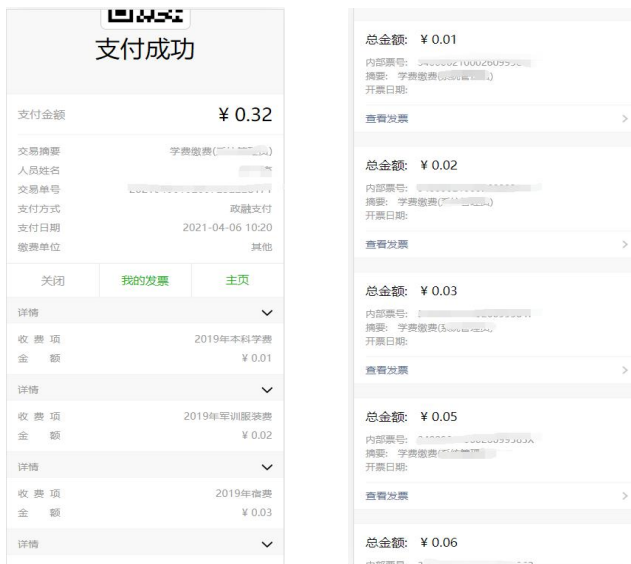 支付成功
支付金额 ¥ 0.32
交易摘要 学费缴费(
人员姓名
交易单号
支付方式 政融支付
支付日期 2021-04-06 10:20
缴费单位 其他
关闭 我的发票 主页
详情
收 费 项 2019年本科学费
金 额 ¥ 0.01
详情
收 费 项 2019年军训服装费
金 额 ¥ 0.02
详情
收 费 项 2019年宿费
金 额 ¥ 0.03
详情
总金额: ¥ 0.01
内部票号:
摘要: 学费缴费(
开票日期:
查看发票
总金额: ¥ 0.02
内部票号:
摘要: 学费缴费(
开票日期:
查看发票
总金额: ¥ 0.03
内部票号:
摘要: 学费缴费(
开票日期:
查看发票
总金额: ¥ 0.05
内部票号:
摘要: 学费缴费(
开票日期:
查看发票
总金额: ¥ 0.06